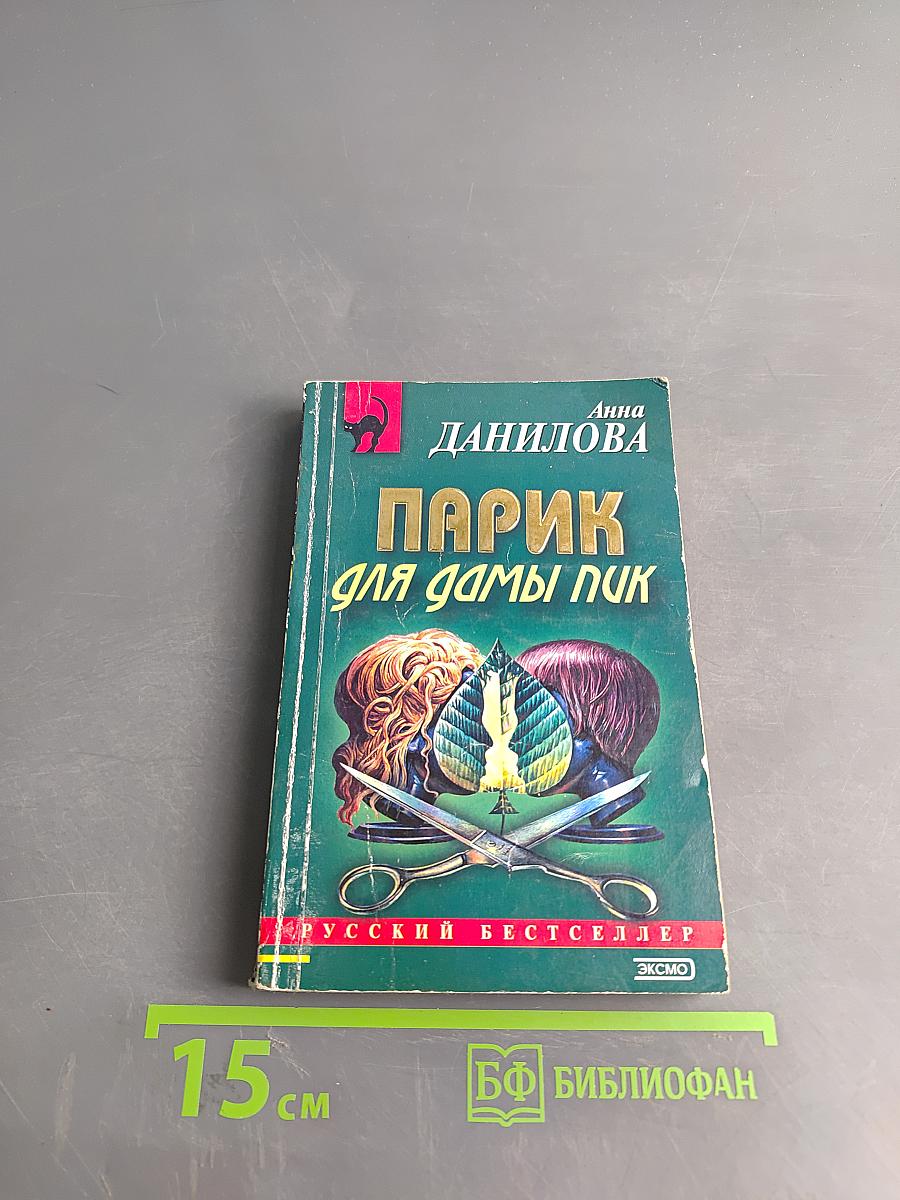 Анна
ДАНИЛОВА
ПАРИК
для дамы пик
РУССКИЙ БЕСТСЕЛЛЕР
ЭКСМО
15 см
БФ БИБЛИОФАН